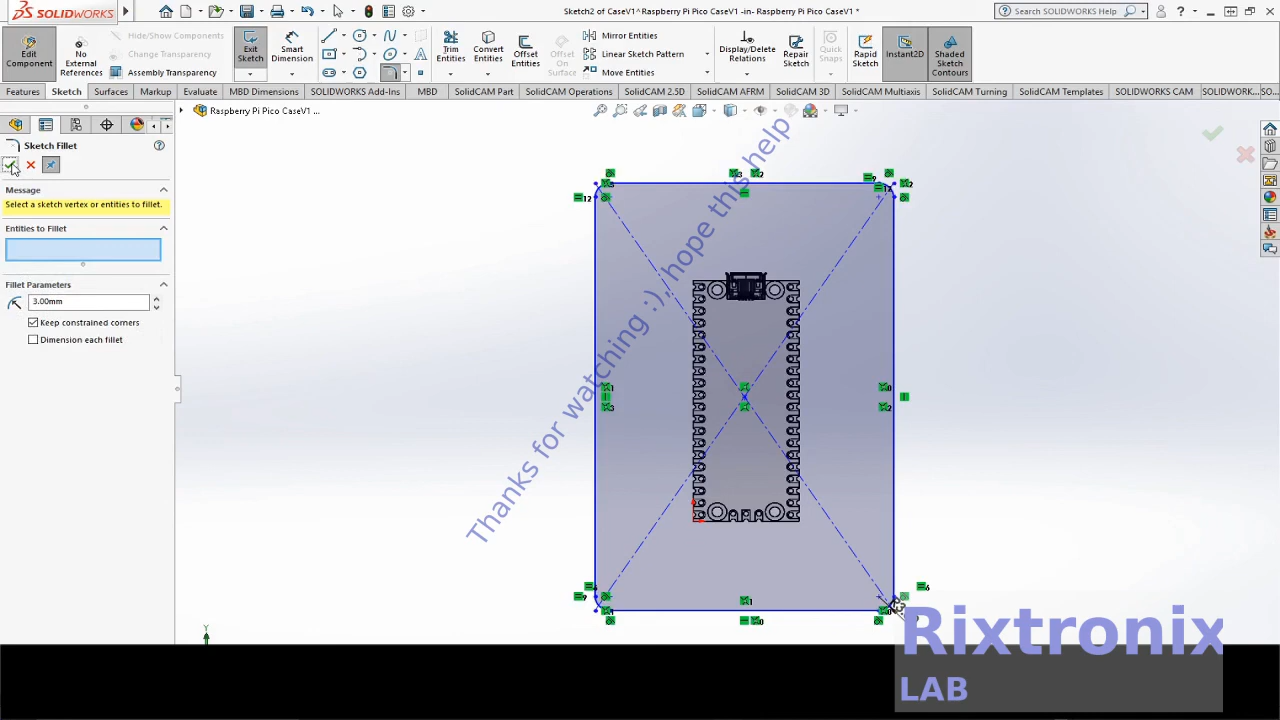 SOLIDWORKS
Sketch2 of CaseV1^Raspberry Pi Pico CaseV1 -in- Raspberry Pi Pico CaseV1 *
Search SOLIDWORKS Help
Edit Component
No External References
Hide/Show Components
Change Transparency
Assembly Transparency
Exit Sketch
Smart Dimension
Trim Entities
Convert Entities
Offset Entities
Offset On Surface
Mirror Entities
Linear Sketch Pattern
Move Entities
Display/Delete Relations
Repair Sketch
Quick Snaps
Rapid Sketch
Instant2D
Shaded Sketch Contours
Features Sketch Surfaces Markup Evaluate MBD Dimensions SOLIDWORKS Add-Ins MBD SolidCAM Part SolidCAM Operations SolidCAM 2.5D SolidCAM AFRM SolidCAM 3D SolidCAM Multiaxis SolidCAM Turning SolidCAM Templates SOLIDWORKS CAM SOLIDWORK...
Raspberry Pi Pico CaseV1 ...
Sketch Fillet
Message
Select a sketch vertex or entities to fillet.
Entities to Fillet
Fillet Parameters
3.00mm
Keep constrained corners
Dimension each fillet
Thanks for watching :), hope this help
Y
Rixtronix
LAB